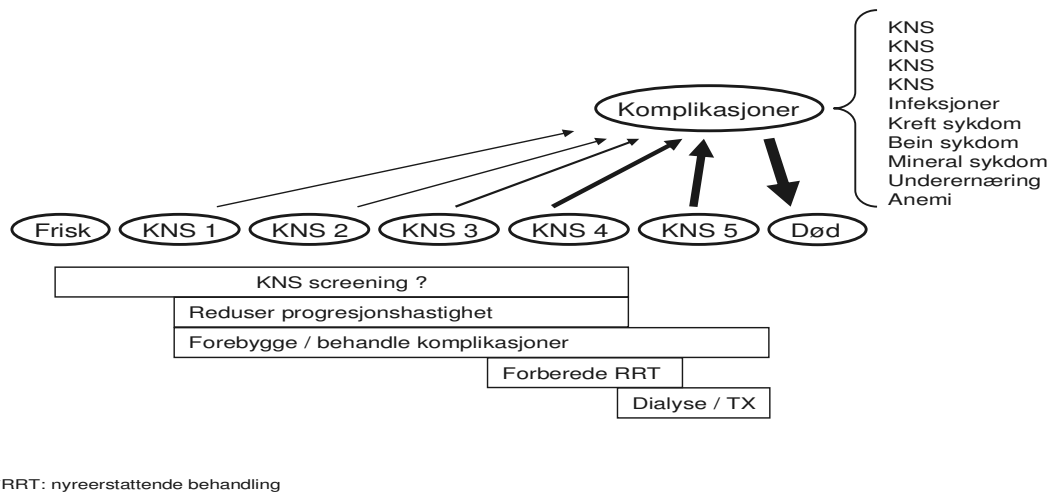 KNS
KNS
KNS
KNS
Infeksjoner
Kreft sykdom
Bein sykdom
Mineral sykdom
Underernæring
Anemi
Komplikasjoner
Frisk KNS 1 KNS 2 KNS 3 KNS 4 KNS 5 Død
KNS screening ?
Reduser progresjonshastighet
Forebygge / behandle komplikasjoner
Forberede RRT
Dialyse / TX
RRT: nyreerstattende behandling